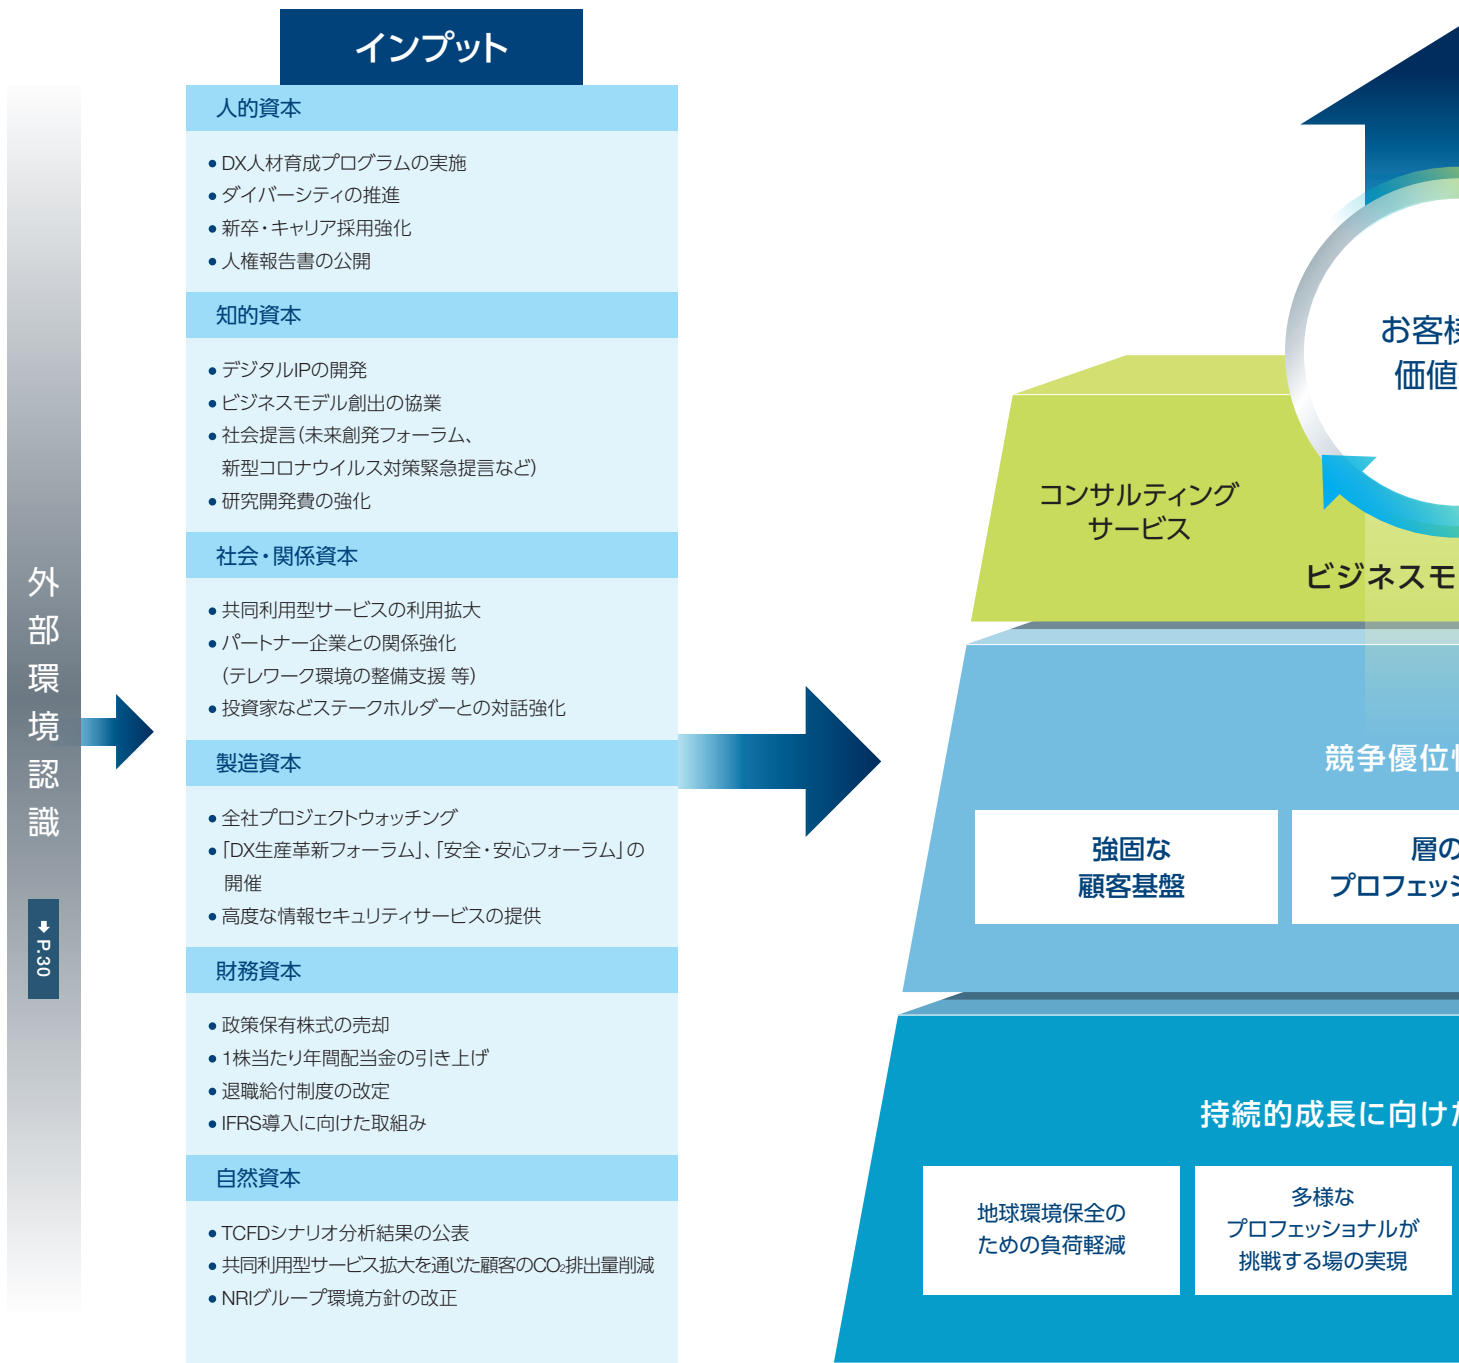 外部環境認識
P.30
インプット
人的資本
●DX人材育成プログラムの実施
●ダイバーシティの推進
●新卒・キャリア採用強化
●人権報告書の公開
知的資本
●デジタルIPの開発
●ビジネスモデル創出の協業
●社会提言（未来創発フォーラム、
新型コロナウイルス対策緊急提言など）
●研究開発費の強化
社会・関係資本
●共同利用型サービスの利用拡大
●パートナー企業との関係強化
（テレワーク環境の整備支援 等）
●投資家などステークホルダーとの対話強化
製造資本
●全社プロジェクトウォッチング
●「DX生産革新フォーラム」、「安全・安心フォーラム」の
開催
●高度な情報セキュリティサービスの提供
財務資本
●政策保有株式の売却
●1株当たり年間配当金の引き上げ
●退職給付制度の改定
●IFRS導入に向けた取組み
自然資本
●TCFDシナリオ分析結果の公表
●共同利用型サービス拡大を通じた顧客のCO₂排出量削減
●NRIグループ環境方針の改正
お客
価値
コンサルティング
サービス
ビジネスモ
競争優位
強固な
顧客基盤
層の
プロフェッシ
持続的成長に向けた
地球環境保全の
ための負荷軽減
多様な
プロフェッショナルが
挑戦する場の実現